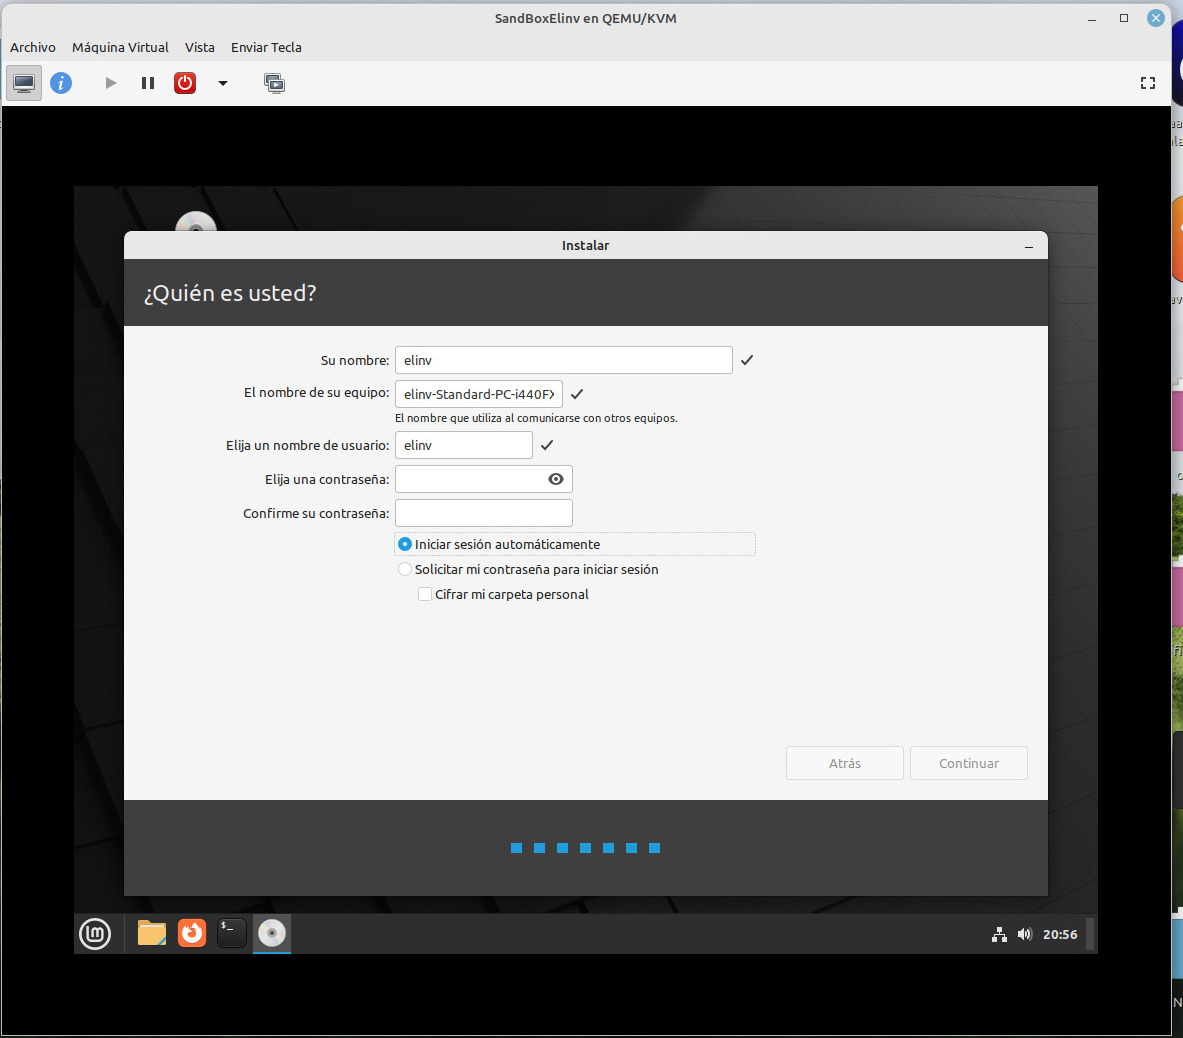 SandBoxElinv en QEMU/KVM
Archivo Máquina Virtual Vista Enviar Tecla
Instalar
¿Quién es usted?
Su nombre: elinv
El nombre de su equipo: elinv-Standard-PC-i440FX
El nombre que utiliza al comunicarse con otros equipos.
Elija un nombre de usuario: elinv
Elija una contraseña:
Confirme su contraseña:
Iniciar sesión automáticamente
Solicitar mi contraseña para iniciar sesión
Cifrar mi carpeta personal
Atrás Continuar
20:56